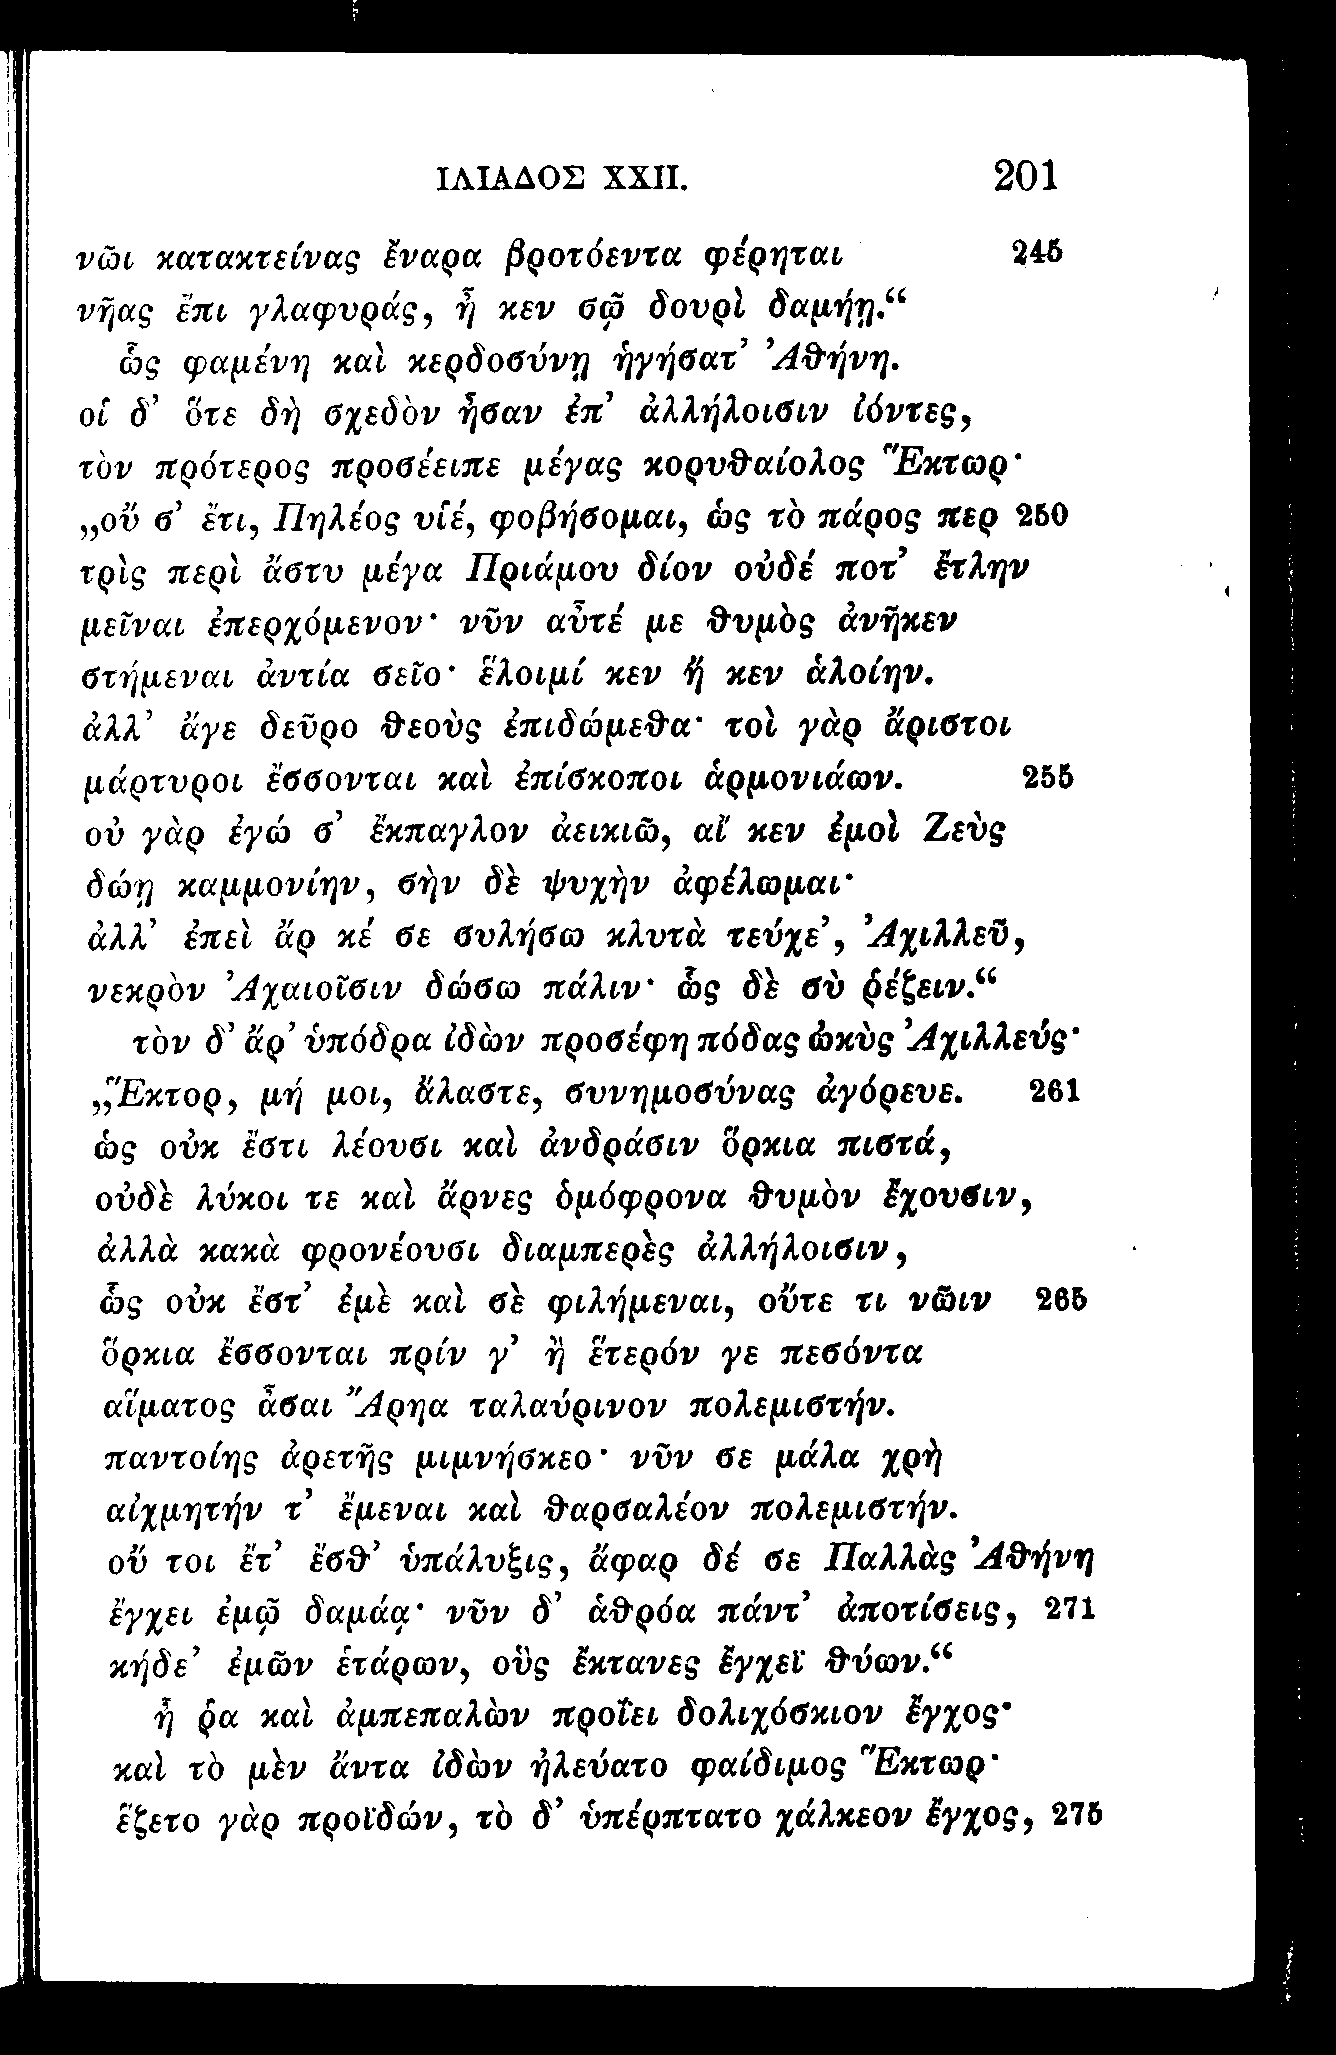 ΙΛΙΑΔΟΣ XXII. 201
νῶι κατακτείνας ἔναρα βροτόεντα φέρηται 245
νῆας ἔπι γλαφυράς, ἦ κεν σῷ δουρὶ δαμήῃ.“
ὧς φαμένη καὶ κερδοσύνῃ ἡγήσατ’ Ἀθήνη.
οἱ δ’ ὅτε δὴ σχεδὸν ἦσαν ἐπ’ ἀλλήλοισιν ἰόντες,
τὸν πρότερος προσέειπε μέγας κορυθαίολος Ἕκτωρ·
„οὔ σ’ ἔτι, Πηλέος υἱέ, φοβήσομαι, ὡς τὸ πάρος περ 250
τρὶς περὶ ἄστυ μέγα Πριάμου δίον οὐδέ ποτ’ ἔτλην
μεῖναι ἐπερχόμενον· νῦν αὖτέ με θυμὸς ἀνῆκεν
στήμεναι ἀντία σεῖο· ἕλοιμί κεν ἤ κεν ἁλοίην.
ἀλλ’ ἄγε δεῦρο θεοὺς ἐπιδώμεθα· τοὶ γὰρ ἄριστοι
μάρτυροι ἔσσονται καὶ ἐπίσκοποι ἁρμονιάων. 255
οὐ γὰρ ἐγώ σ’ ἔκπαγλον ἀεικιῶ, αἴ κεν ἐμοὶ Ζεὺς
δώῃ καμμονίην, σὴν δὲ ψυχὴν ἀφέλωμαι·
ἀλλ’ ἐπεὶ ἄρ κέ σε συλήσω κλυτὰ τεύχε’, Ἀχιλλεῦ,
νεκρὸν Ἀχαιοῖσιν δώσω πάλιν· ὣς δὲ σὺ ῥέζειν.“
τὸν δ’ ἄρ’ ὑπόδρα ἰδὼν προσέφη πόδας ὠκὺς Ἀχιλλεύς·
„Ἕκτορ, μή μοι, ἄλαστε, συνημοσύνας ἀγόρευε. 261
ὡς οὐκ ἔστι λέουσι καὶ ἀνδράσιν ὅρκια πιστά,
οὐδὲ λύκοι τε καὶ ἄρνες ὁμόφρονα θυμὸν ἔχουσιν,
ἀλλὰ κακὰ φρονέουσι διαμπερὲς ἀλλήλοισιν,
ὧς οὐκ ἔστ’ ἐμὲ καὶ σὲ φιλήμεναι, οὔτε τι νῶιν 265
ὅρκια ἔσσονται πρίν γ’ ἢ ἕτερόν γε πεσόντα
αἵματος ἆσαι Ἄρηα ταλαύρινον πολεμιστήν.
παντοίης ἀρετῆς μιμνήσκεο· νῦν σε μάλα χρὴ
αἰχμητήν τ’ ἔμεναι καὶ θαρσαλέον πολεμιστήν.
οὔ τοι ἔτ’ ἔσθ’ ὑπάλυξις, ἄφαρ δέ σε Παλλὰς Ἀθήνη
ἔγχει ἐμῷ δαμάᾳ· νῦν δ’ ἁθρόα πάντ’ ἀποτίσεις, 271
κήδε’ ἐμῶν ἑτάρων, οὓς ἔκτανες ἔγχεϊ θύων.“
ἦ ῥα καὶ ἀμπεπαλὼν προΐει δολιχόσκιον ἔγχος·
καὶ τὸ μὲν ἄντα ἰδὼν ἠλεύατο φαίδιμος Ἕκτωρ·
ἕζετο γὰρ προϊδών, τὸ δ’ ὑπέρπτατο χάλκεον ἔγχος, 275